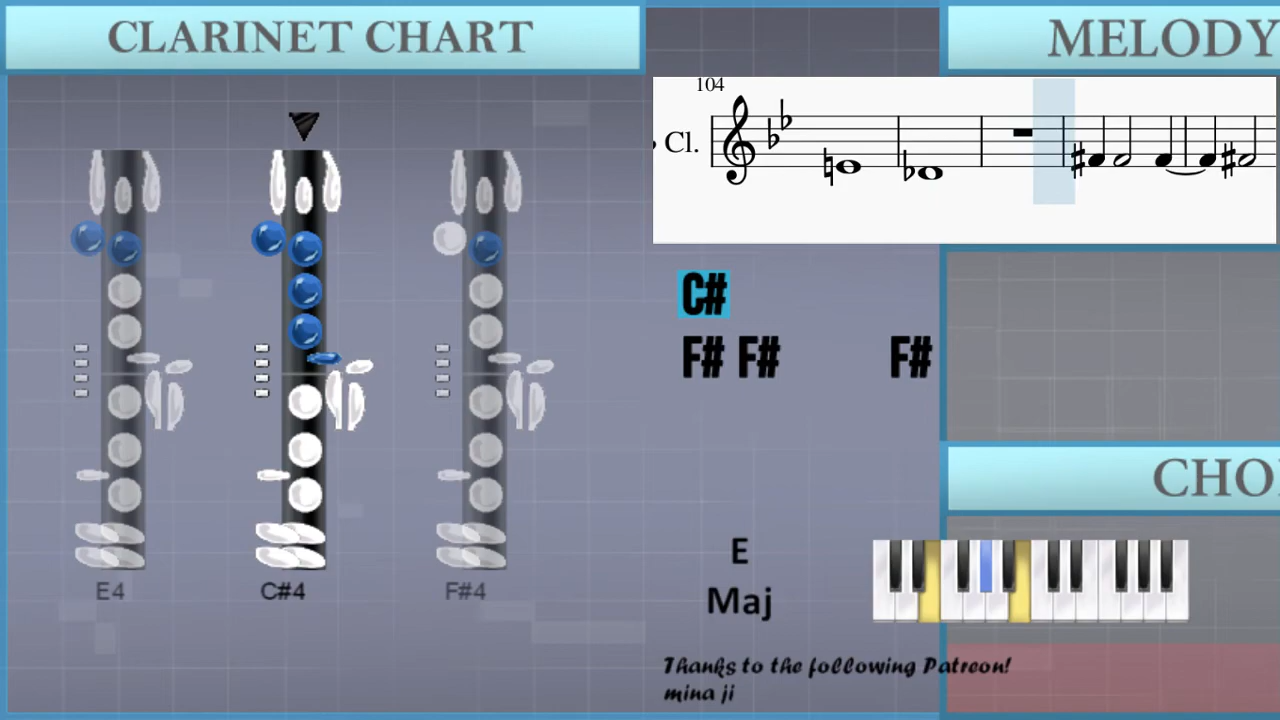 CLARINET CHART
MELODY
104
Cl.
C#
F# F# F#
E4
C#4
F#4
E
Maj
CHO
Thanks to the following Patreon!
mina ji